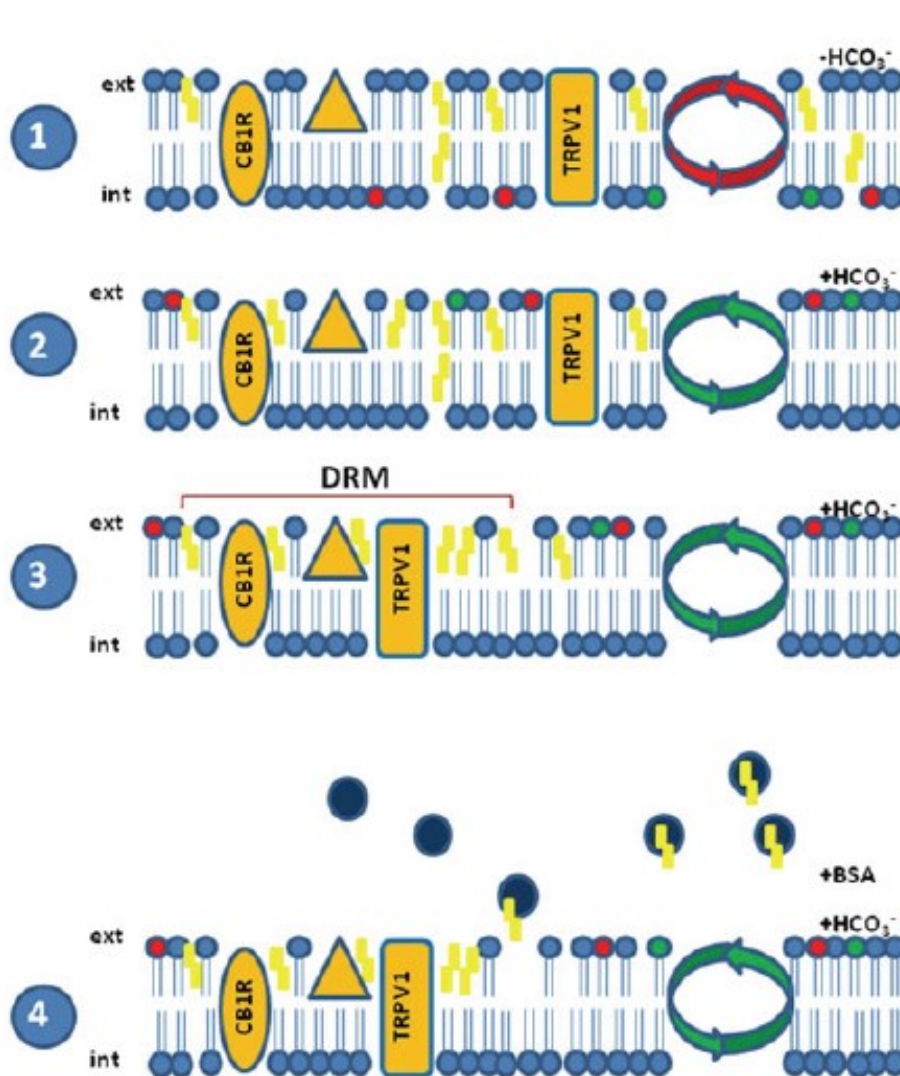 -HCO₃⁻
ext
1
CB1R
TRPV1
int
+HCO₃⁻
ext
2
CB1R
TRPV1
int
DRM
+HCO₃⁻
ext
3
CB1R
TRPV1
int
+BSA
+HCO₃⁻
ext
4
CB1R
TRPV1
int